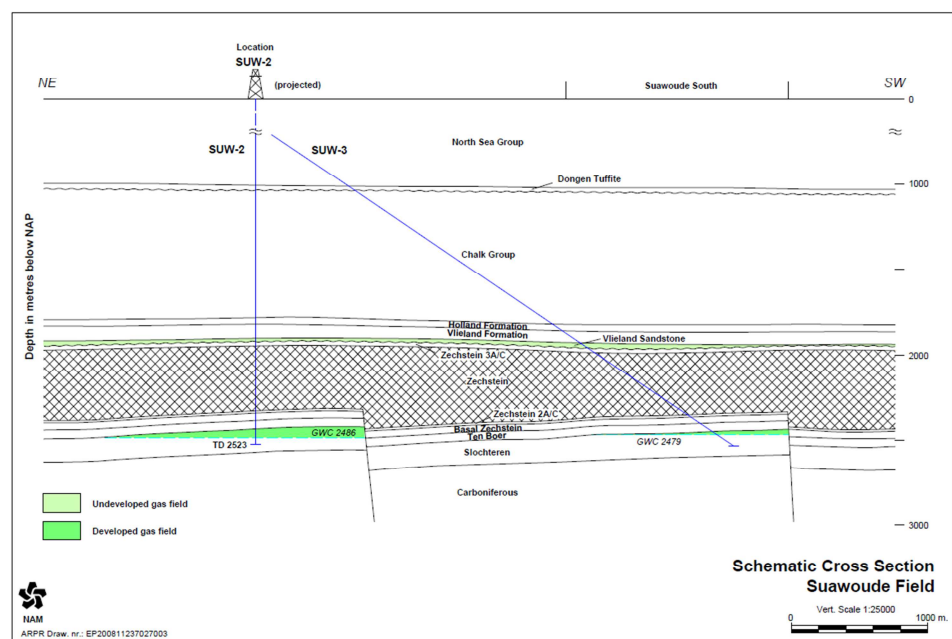 Location
SUW-2
NE
(projected)
Suawoude South
SW
0
SUW-2
SUW-3
North Sea Group
Dongen Tuffite
1000
Depth in metres below NAP
Chalk Group
Holland Formation
Vlieland Formation
Vlieland Sandstone
Zechstein 3A/C
2000
Zechstein
Zechstein 2A/C
Basal Zechstein
GWC 2486
Ten Boer
GWC 2479
TD 2523
Slochteren
Carboniferous
Undeveloped gas field
Developed gas field
3000
Schematic Cross Section
Suawoude Field
Vert. Scale 1:25000
0
1000 m.
NAM
ARPR Draw. nr.: EP200811237027003